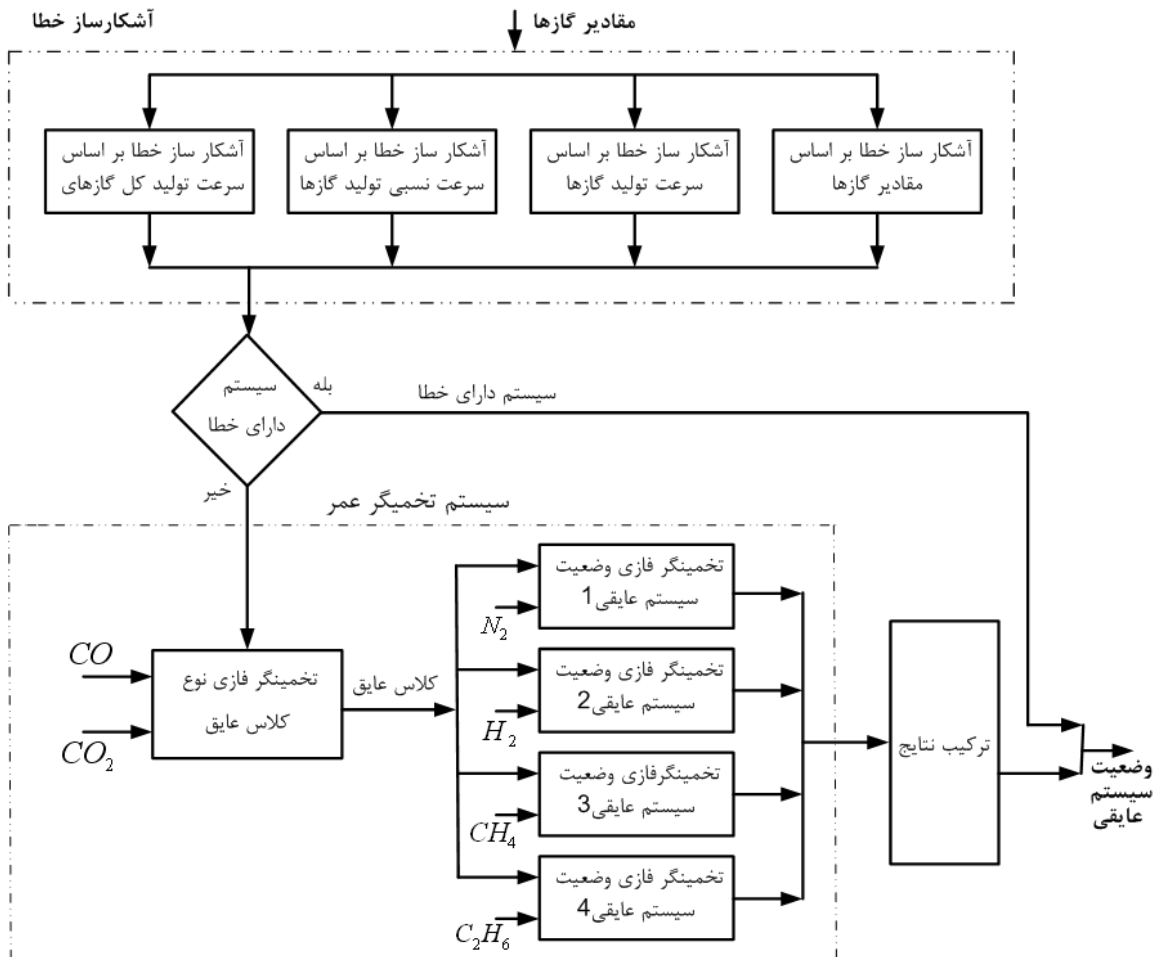 مقادیر گازها
آشکارساز خطا
آشکار ساز خطا بر اساس
مقادیر گازها
آشکار ساز خطا بر اساس
سرعت تولید گازها
آشکار ساز خطا بر اساس
سرعت نسبی تولید گازها
آشکار ساز خطا بر اساس
سرعت تولید کل گازهای
سیستم
دارای خطا
بله
سیستم دارای خطا
خیر
سیستم تخمیگر عمر
CO
CO₂
تخمینگر فازی نوع
کلاس عایق
کلاس عایق
تخمینگر فازی وضعیت
سیستم عایقی1
N₂
تخمینگر فازی وضعیت
سیستم عایقی2
H₂
تخمینگرفازی وضعیت
سیستم عایقی3
CH₄
تخمینگر فازی وضعیت
سیستم عایقی4
C₂H₆
ترکیب نتایج
وضعیت
سیستم
عایقی